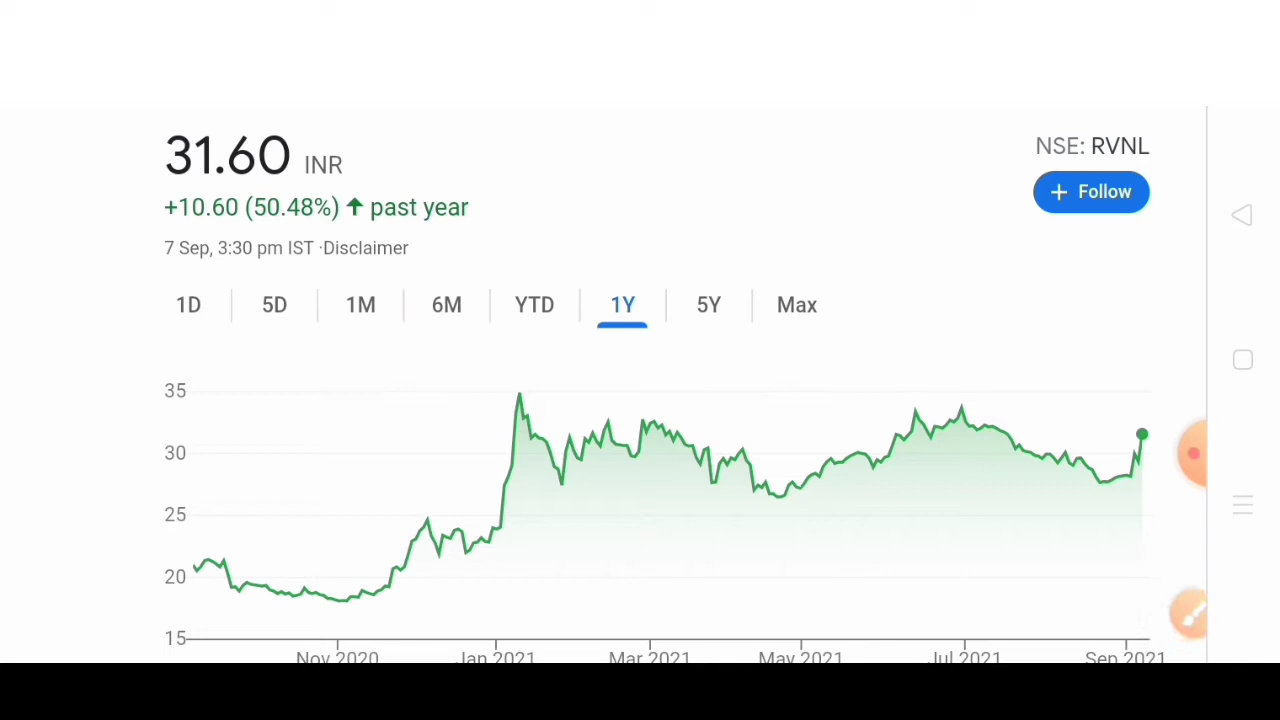 31.60 INR
NSE: RVNL
+ Follow
+10.60 (50.48%) ↑ past year
7 Sep, 3:30 pm IST ·Disclaimer
1D 5D 1M 6M YTD 1Y 5Y Max
35
30
25
20
15
Nov 2020 Jan 2021 Mar 2021 May 2021 Jul 2021 Sep 2021